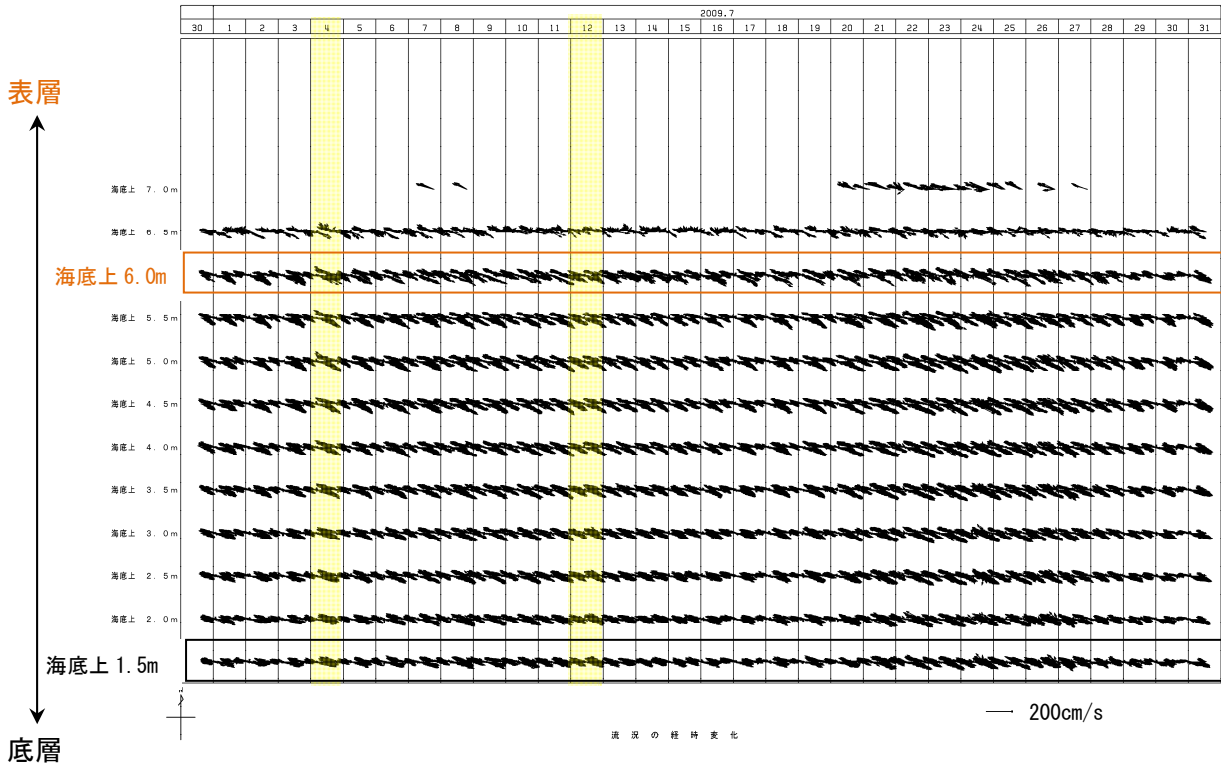 2009.7
30 1 2 3 4 5 6 7 8 9 10 11 12 13 14 15 16 17 18 19 20 21 22 23 24 25 26 27 28 29 30 31
表層
海底上 7.0m
海底上 6.5m
海底上 6.0m
海底上 5.5m
海底上 5.0m
海底上 4.5m
海底上 4.0m
海底上 3.5m
海底上 3.0m
海底上 2.5m
海底上 2.0m
海底上 1.5m
200cm/s
流況の経時変化
底層